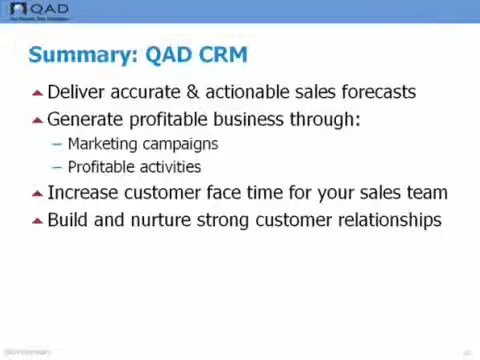 QAD
Summary: QAD CRM
Deliver accurate & actionable sales forecasts
Generate profitable business through:
– Marketing campaigns
– Profitable activities
Increase customer face time for your sales team
Build and nurture strong customer relationships